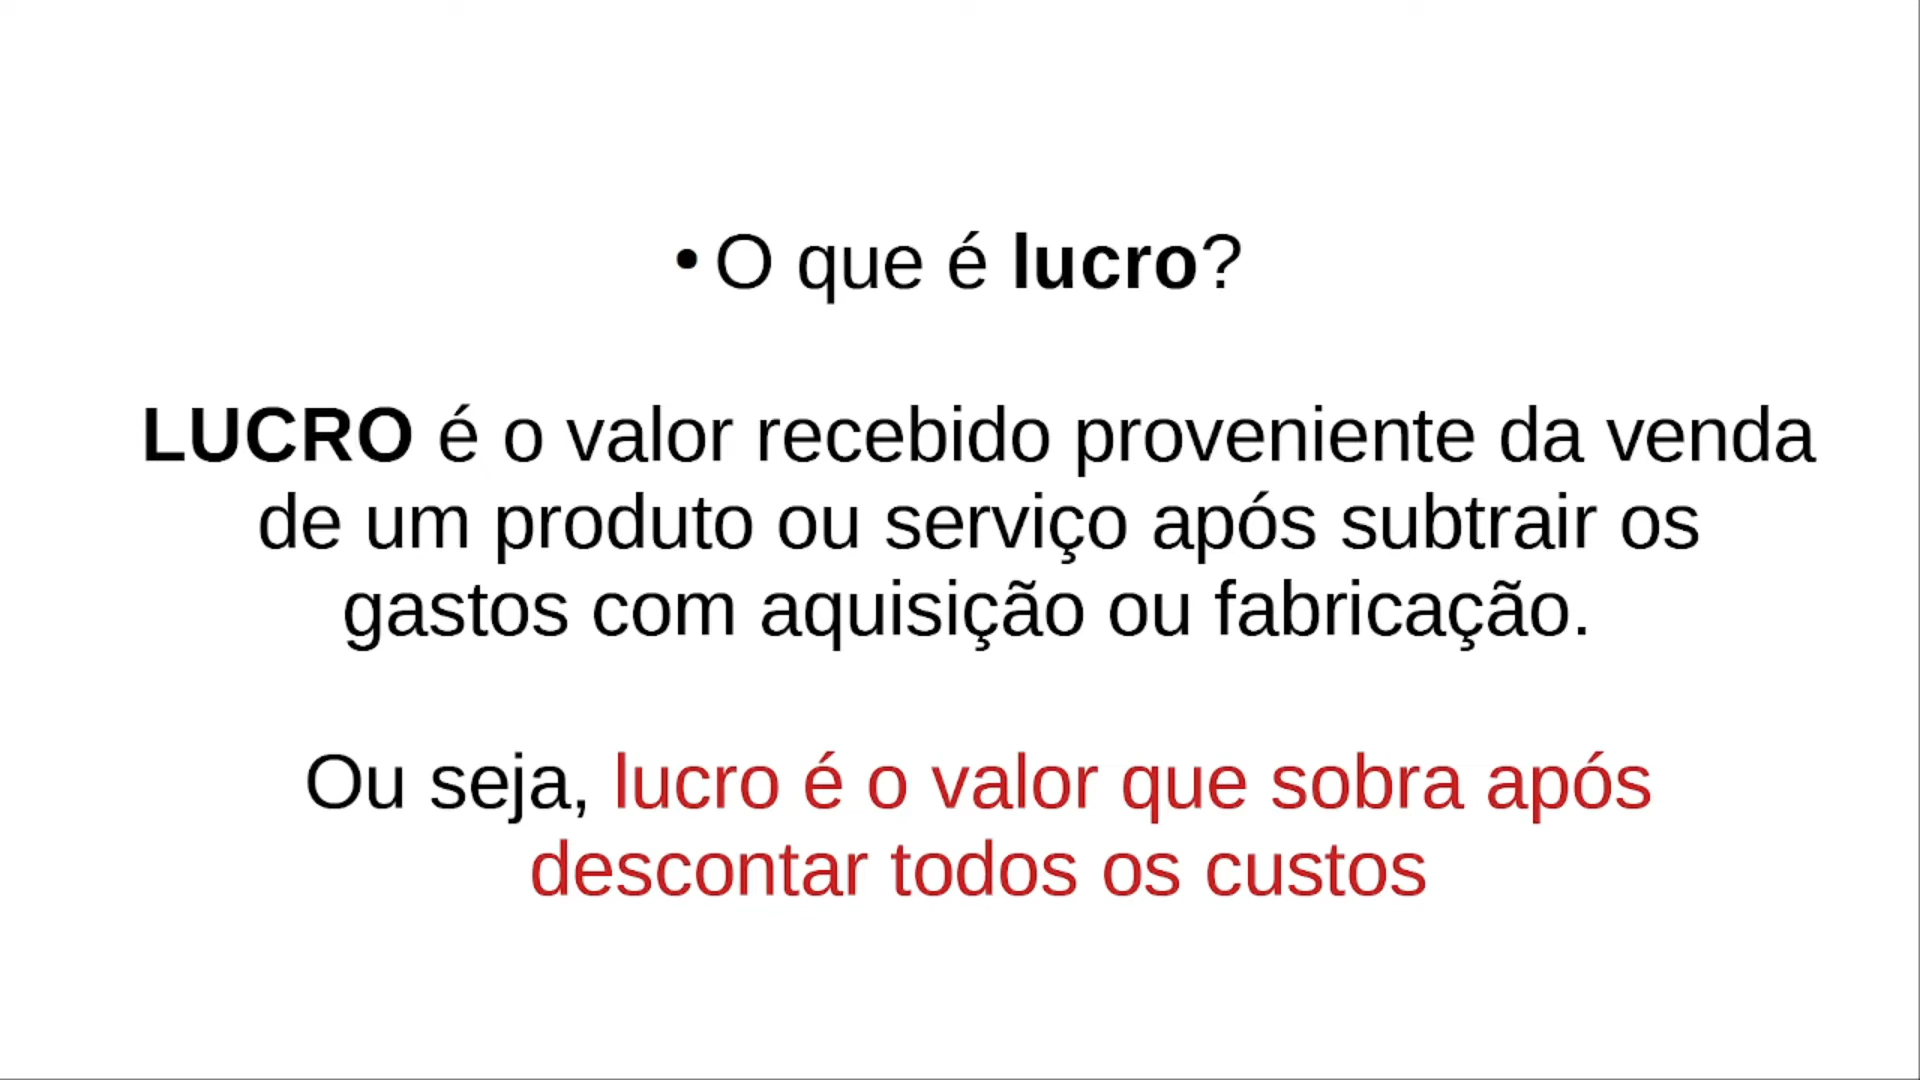 • O que é lucro?
LUCRO é o valor recebido proveniente da venda
de um produto ou serviço após subtrair os
gastos com aquisição ou fabricação.
Ou seja, lucro é o valor que sobra após
descontar todos os custos